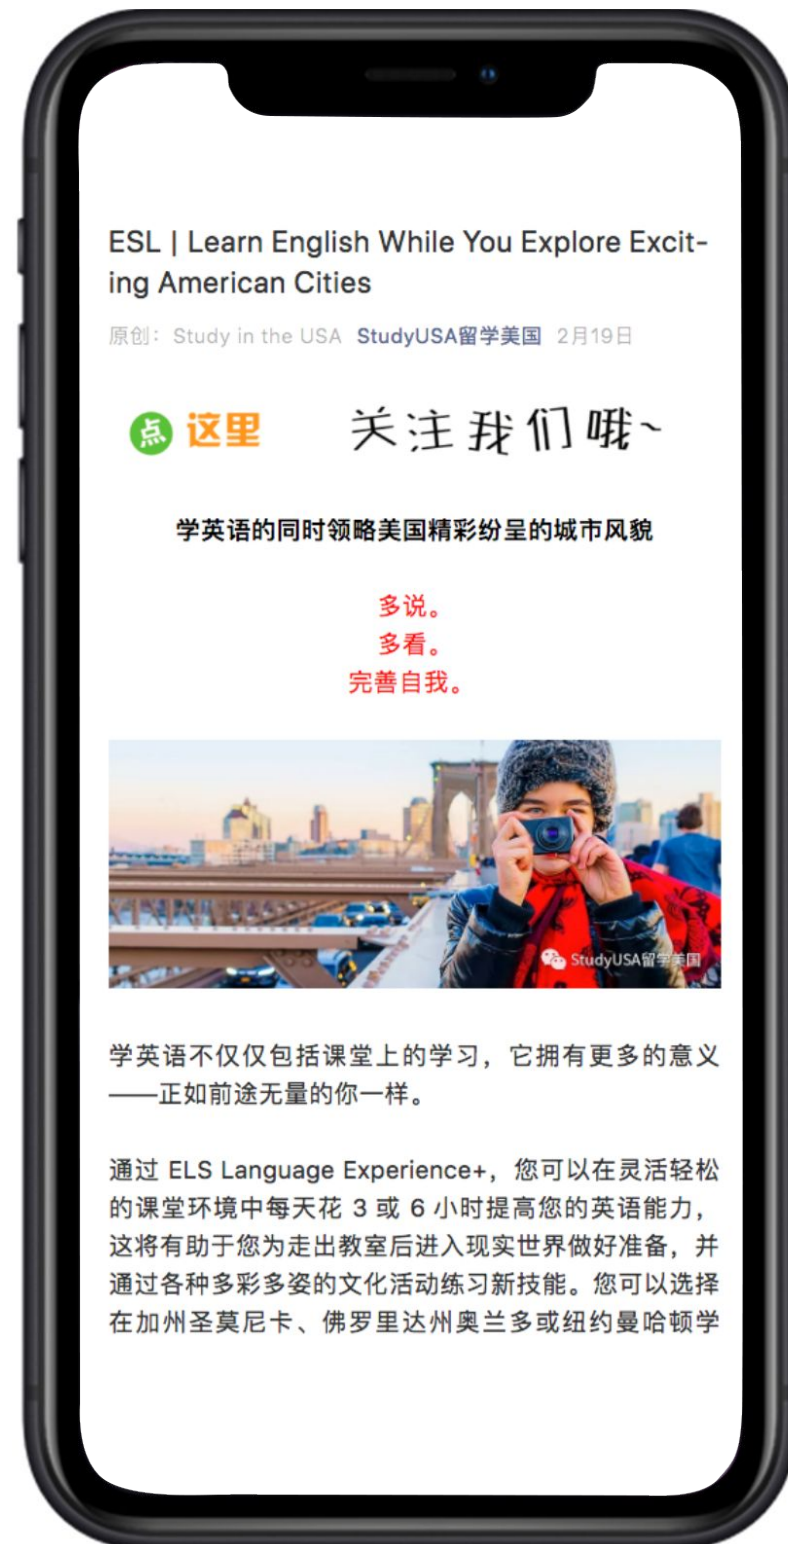 ESL | Learn English While You Explore Excit-
ing American Cities
原创：Study in the USA StudyUSA留学美国 2月19日
点 这里 关注我们哦~
学英语的同时领略美国精彩纷呈的城市风貌
多说。
多看。
完善自我。
StudyUSA留学美国
学英语不仅仅包括课堂上的学习，它拥有更多的意义
——正如前途无量的你一样。
通过 ELS Language Experience+，您可以在灵活轻松
的课堂环境中每天花 3 或 6 小时提高您的英语能力，
这将有助于您为走出教室后进入现实世界做好准备，并
通过各种多彩多姿的文化活动练习新技能。您可以选择
在加州圣莫尼卡、佛罗里达州奥兰多或纽约曼哈顿学